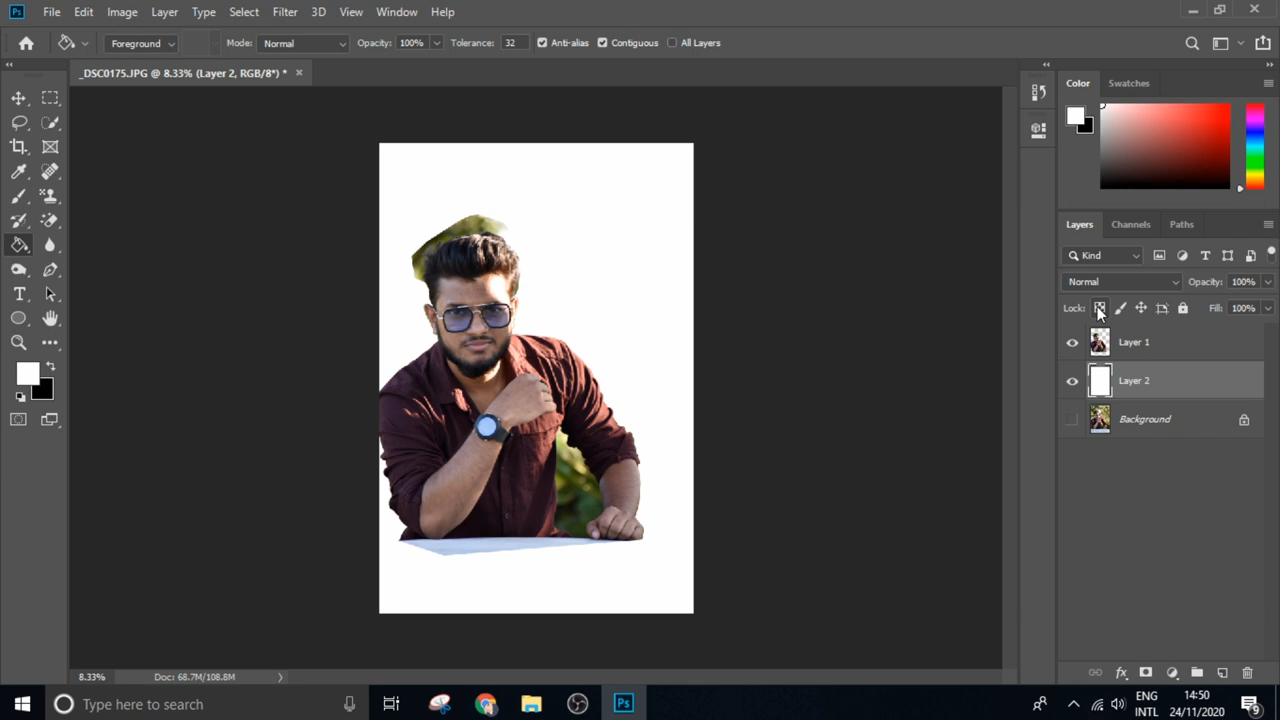 Ps File Edit Image Layer Type Select Filter 3D View Window Help
Foreground Mode: Normal Opacity: 100% Tolerance: 32 Anti-alias Contiguous All Layers
_DSC0175.JPG @ 8.33% (Layer 2, RGB/8*) * ×
Color Swatches
Layers Channels Paths
Kind
Normal Opacity: 100%
Lock: Fill: 100%
Layer 1
Layer 2
Background
8.33% Doc: 68.7M/108.8M
Type here to search
Ps
ENG
INTL
14:50
24/11/2020
9